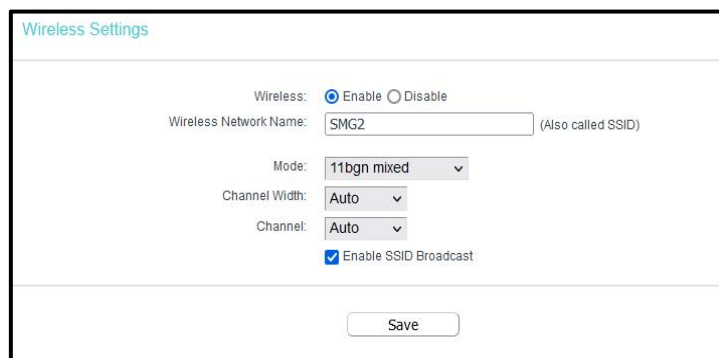 Wireless Settings
Wireless: Enable Disable
Wireless Network Name: SMG2 (Also called SSID)
Mode: 11bgn mixed
Channel Width: Auto
Channel: Auto
Enable SSID Broadcast
Save